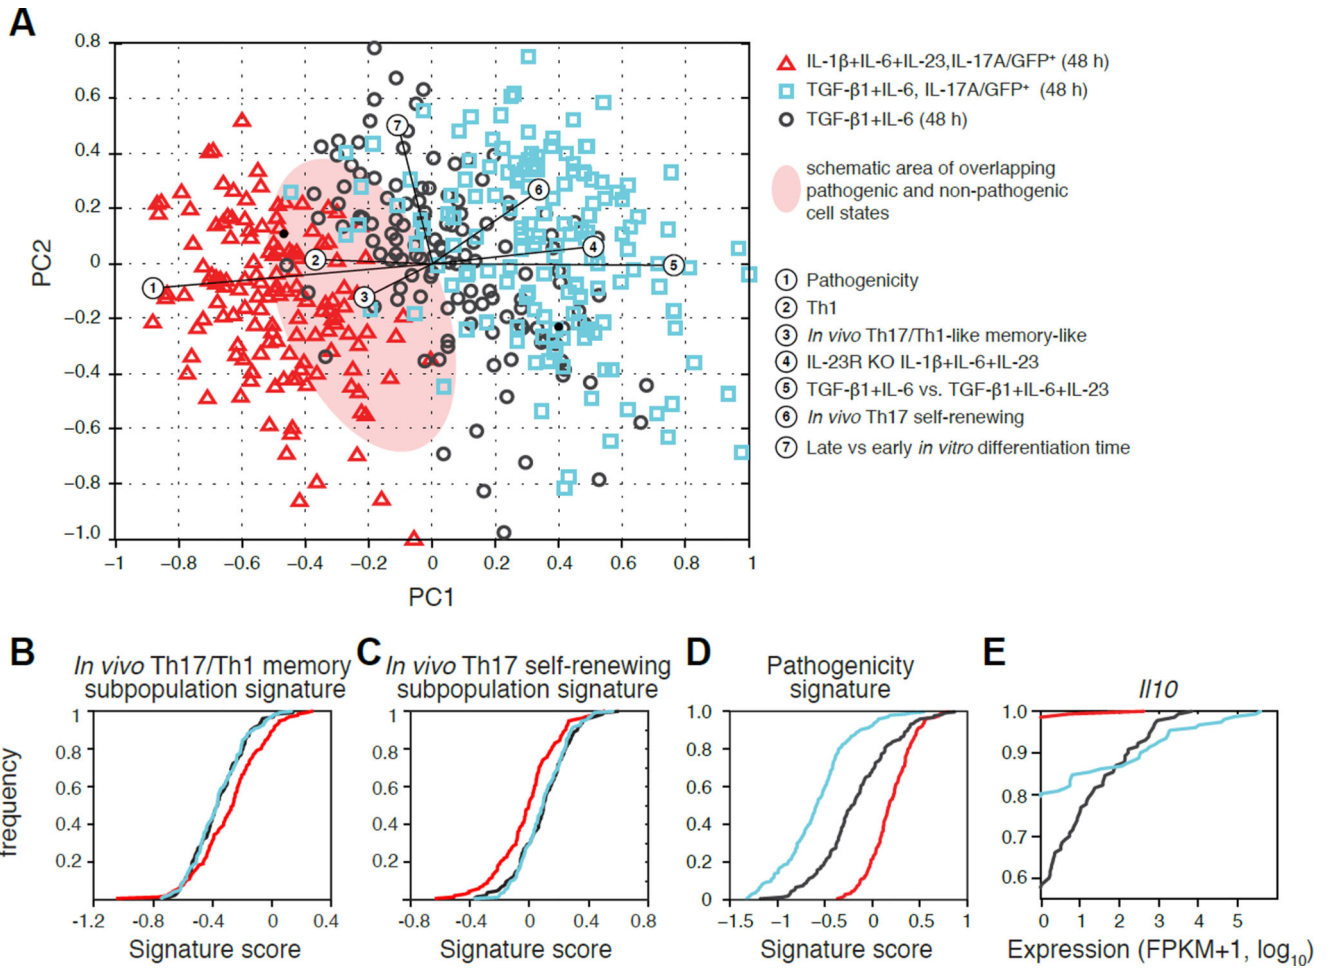 A
0.8
0.6
0.4
0.2
0
−0.2
−0.4
−0.6
−0.8
−1.0
PC2
−1 −0.8 −0.6 −0.4 −0.2 0 0.2 0.4 0.6 0.8 1
PC1
7
6
4
5
2
1
3
IL-1β+IL-6+IL-23,IL-17A/GFP⁺ (48 h)
TGF-β1+IL-6, IL-17A/GFP⁺ (48 h)
TGF-β1+IL-6 (48 h)
schematic area of overlapping
pathogenic and non-pathogenic
cell states
1 Pathogenicity
2 Th1
3 In vivo Th17/Th1-like memory-like
4 IL-23R KO IL-1β+IL-6+IL-23
5 TGF-β1+IL-6 vs. TGF-β1+IL-6+IL-23
6 In vivo Th17 self-renewing
7 Late vs early in vitro differentiation time
B
In vivo Th17/Th1 memory
subpopulation signature
frequency
1
0.8
0.6
0.4
0.2
-1.2 -0.8 -0.4 0 0.4
Signature score
C
In vivo Th17 self-renewing
subpopulation signature
1
0.8
0.6
0.4
0.2
-0.8 -0.4 0 0.4 0.8
Signature score
D
Pathogenicity
signature
1.0
0.8
0.6
0.4
0.2
0
−1.5 −1 −0.5 0 0.5 1
Signature score
E
Il10
1.0
0.9
0.8
0.7
0.6
0 1 2 3 4 5
Expression (FPKM+1, log₁₀)